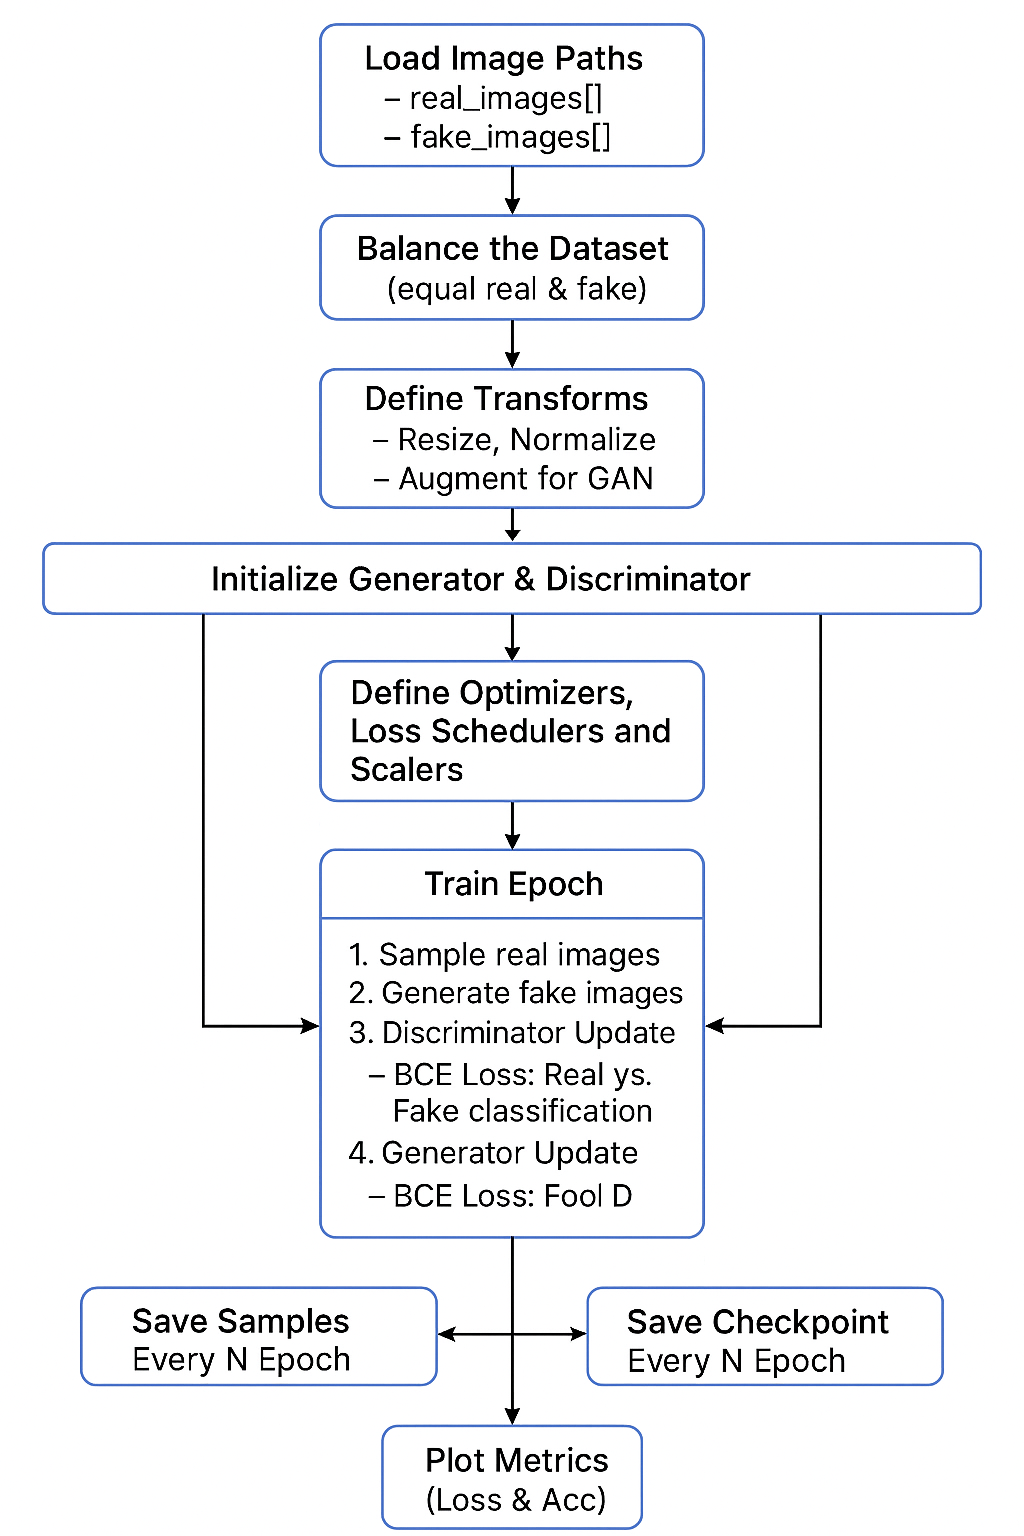 Load Image Paths
– real_images[]
– fake_images[]
Balance the Dataset
(equal real & fake)
Define Transforms
– Resize, Normalize
– Augment for GAN
Initialize Generator & Discriminator
Define Optimizers,
Loss Schedulers and
Scalers
Train Epoch
1. Sample real images
2. Generate fake images
3. Discriminator Update
– BCE Loss: Real ys.
Fake classification
4. Generator Update
– BCE Loss: Fool D
Save Samples
Every N Epoch
Save Checkpoint
Every N Epoch
Plot Metrics
(Loss & Acc)